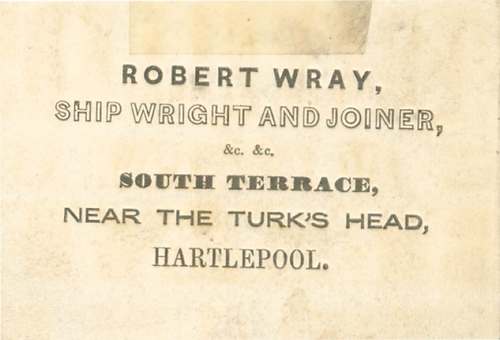 ROBERT WRAY,
SHIP WRIGHT AND JOINER,
&c. &c.
SOUTH TERRACE,
NEAR THE TURK'S HEAD,
HARTLEPOOL.